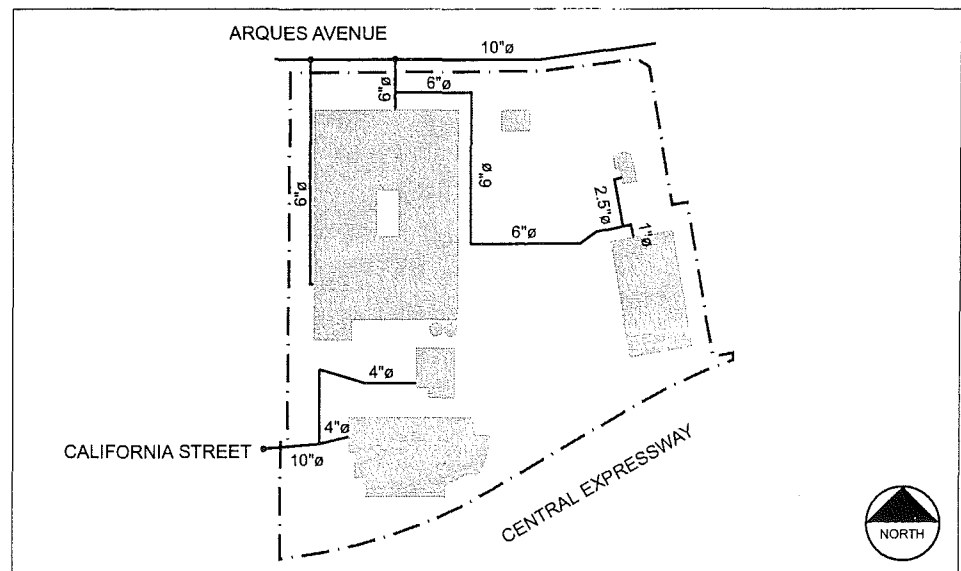 ARQUES AVENUE
10"ø
6"ø
6"ø
6"ø
6"ø
2.5"ø
6"ø
1"ø
4"ø
4"ø
CALIFORNIA STREET
10"ø
CENTRAL EXPRESSWAY
NORTH